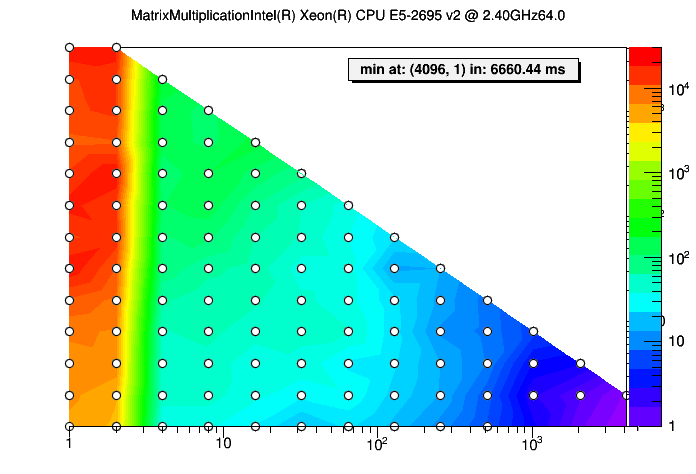 MatrixMultiplicationIntel(R) Xeon(R) CPU E5-2695 v2 @ 2.40GHz64.0
min at: (4096, 1) in: 6660.44 ms
10⁴
10³
10²
10
1
1 10 10² 10³